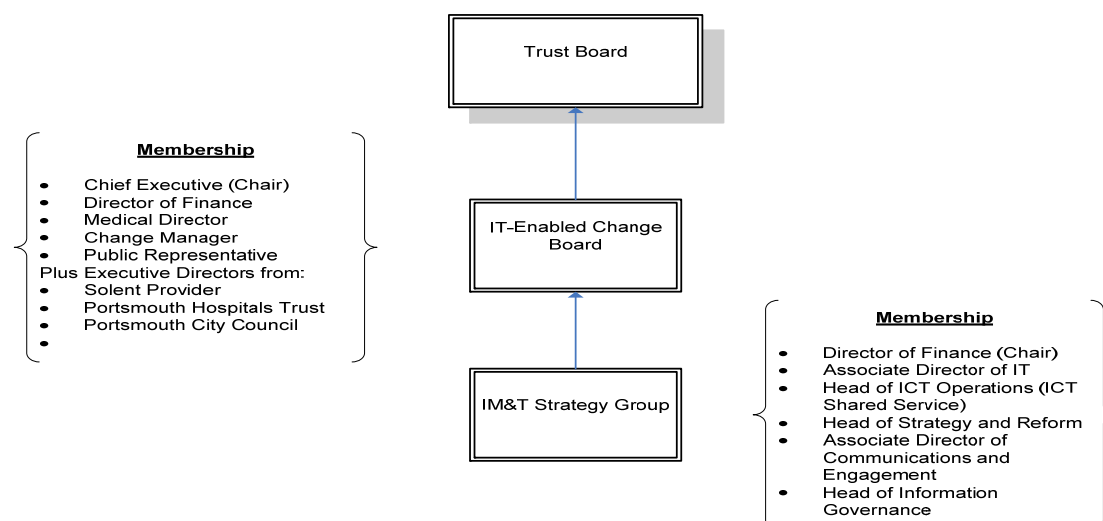 Trust Board
Membership
• Chief Executive (Chair)
• Director of Finance
• Medical Director
• Change Manager
• Public Representative
Plus Executive Directors from:
• Solent Provider
• Portsmouth Hospitals Trust
• Portsmouth City Council
•
IT-Enabled Change
Board
IM&T Strategy Group
Membership
• Director of Finance (Chair)
• Associate Director of IT
• Head of ICT Operations (ICT
Shared Service)
• Head of Strategy and Reform
• Associate Director of
Communications and
Engagement
• Head of Information
Governance